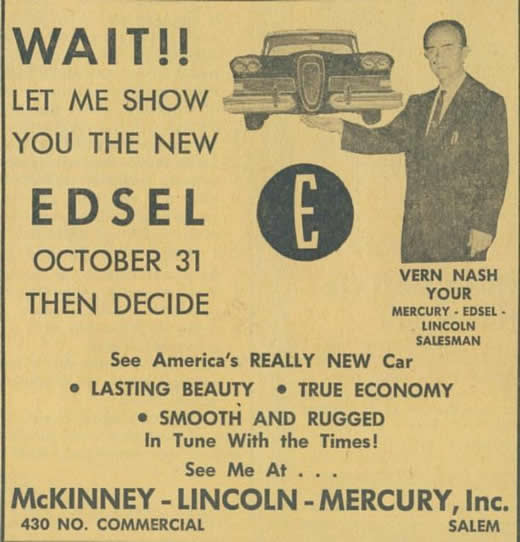 WAIT!!
LET ME SHOW
YOU THE NEW
EDSEL
OCTOBER 31
THEN DECIDE
E
VERN NASH
YOUR
MERCURY - EDSEL -
LINCOLN
SALESMAN
See America's REALLY NEW Car
• LASTING BEAUTY • TRUE ECONOMY
• SMOOTH AND RUGGED
In Tune With the Times!
See Me At . . .
McKINNEY - LINCOLN - MERCURY, Inc.
430 NO. COMMERCIAL SALEM